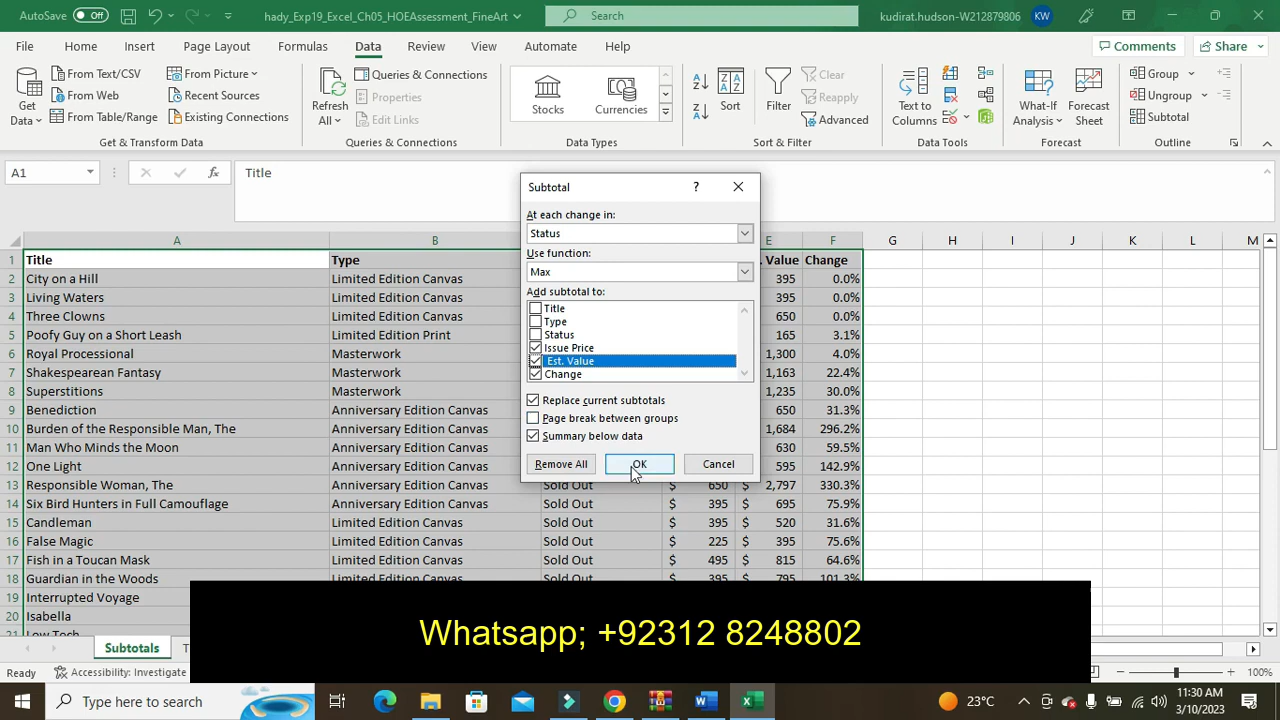 AutoSave Off hady_Exp19_Excel_Ch05_HOEAssessment_FineArt Search kudirat.hudson-W212879806 KW
File Home Insert Page Layout Formulas Data Review View Automate Help Comments Share
Get Data From Text/CSV From Web From Table/Range From Picture Recent Sources Existing Connections
Get & Transform Data
Refresh All Queries & Connections Properties Edit Links
Queries & Connections
Stocks Currencies
Data Types
Sort Filter Clear Reapply Advanced
Sort & Filter
Text to Columns
Data Tools
What-If Analysis Forecast Sheet
Forecast
Group Ungroup Subtotal
Outline
A1 fx Title
Subtotal ?
At each change in:
Status
Use function:
Max
Add subtotal to:
Title
Type
Status
Issue Price
Est. Value
Change
Replace current subtotals
Page break between groups
Summary below data
Remove All OK Cancel
A B E F G H I J K L M
1 Title Type . Value Change
2 City on a Hill Limited Edition Canvas 395 0.0%
3 Living Waters Limited Edition Canvas 395 0.0%
4 Three Clowns Limited Edition Canvas 650 0.0%
5 Poofy Guy on a Short Leash Limited Edition Print 165 3.1%
6 Royal Processional Masterwork 1,300 4.0%
7 Shakespearean Fantasy Masterwork 1,163 22.4%
8 Superstitions Masterwork 1,235 30.0%
9 Benediction Anniversary Edition Canvas 650 31.3%
10 Burden of the Responsible Man, The Anniversary Edition Canvas 1,684 296.2%
11 Man Who Minds the Moon Anniversary Edition Canvas 630 59.5%
12 One Light Anniversary Edition Canvas 595 142.9%
13 Responsible Woman, The Anniversary Edition Canvas Sold Out $ 650 $ 2,797 330.3%
14 Six Bird Hunters in Full Camouflage Anniversary Edition Canvas Sold Out $ 395 $ 695 75.9%
15 Candleman Limited Edition Canvas Sold Out $ 395 $ 520 31.6%
16 False Magic Limited Edition Canvas Sold Out $ 225 $ 395 75.6%
17 Fish in a Toucan Mask Limited Edition Canvas Sold Out $ 495 $ 815 64.6%
18 Guardian in the Woods Limited Edition Canvas Sold Out $ 395 $ 795 101.3%
19 Interrupted Voyage
20 Isabella
21 Low Tech
Whatsapp; +92312 8248802
Subtotals T
Ready Accessibility: Investigate 100%
Type here to search 23°C 11:30 AM
3/10/2023